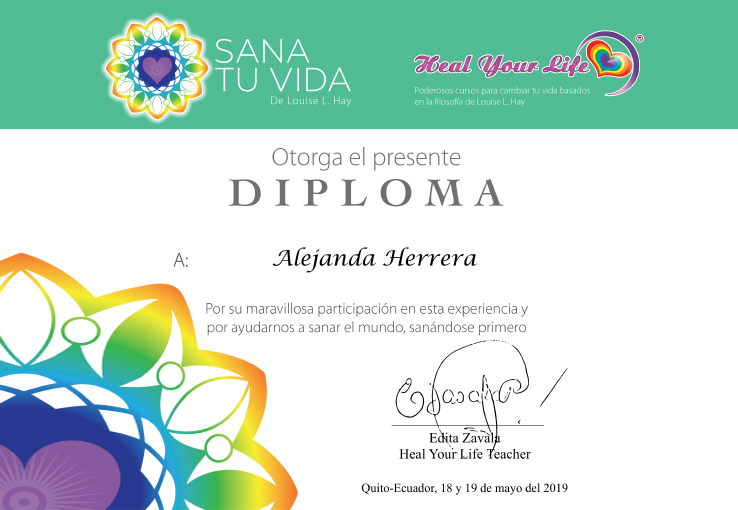 SANA
TU VIDA
De Louise L. Hay
Heal Your Life®
Poderosos cursos para cambiar tu vida basados
en la filosofía de Louise L. Hay
Otorga el presente
DIPLOMA
A: Alejanda Herrera
Por su maravillosa participación en esta experiencia y
por ayudarnos a sanar el mundo, sanándose primero
Edita Zavala
Heal Your Life Teacher
Quito-Ecuador, 18 y 19 de mayo del 2019